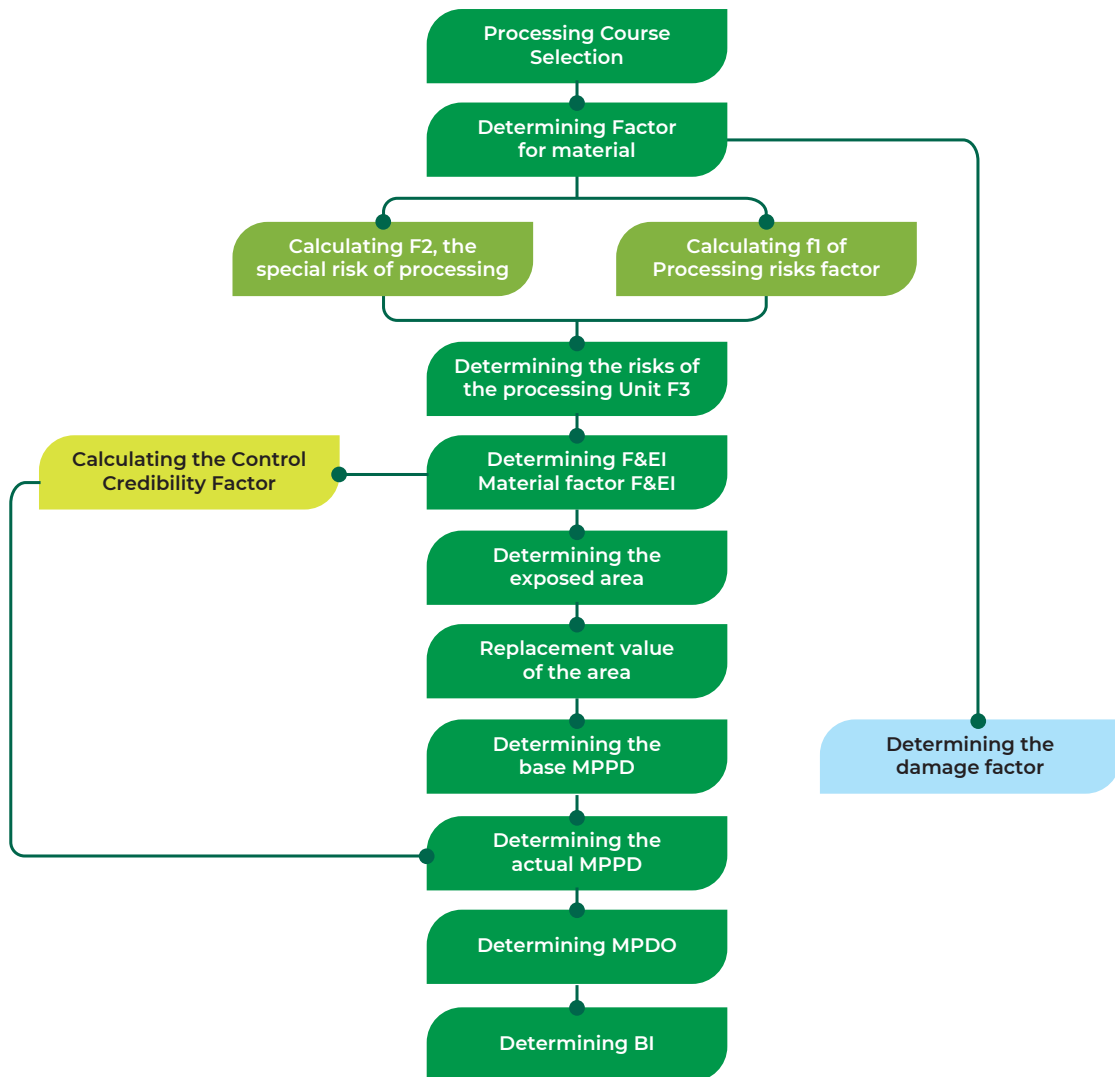 Processing Course
Selection
Determining Factor
for material
Calculating F2, the
special risk of processing
Calculating f1 of
Processing risks factor
Determining the risks of
the processing Unit F3
Calculating the Control
Credibility Factor
Determining F&EI
Material factor F&EI
Determining the
exposed area
Replacement value
of the area
Determining the
base MPPD
Determining the
damage factor
Determining the
actual MPPD
Determining MPDO
Determining BI